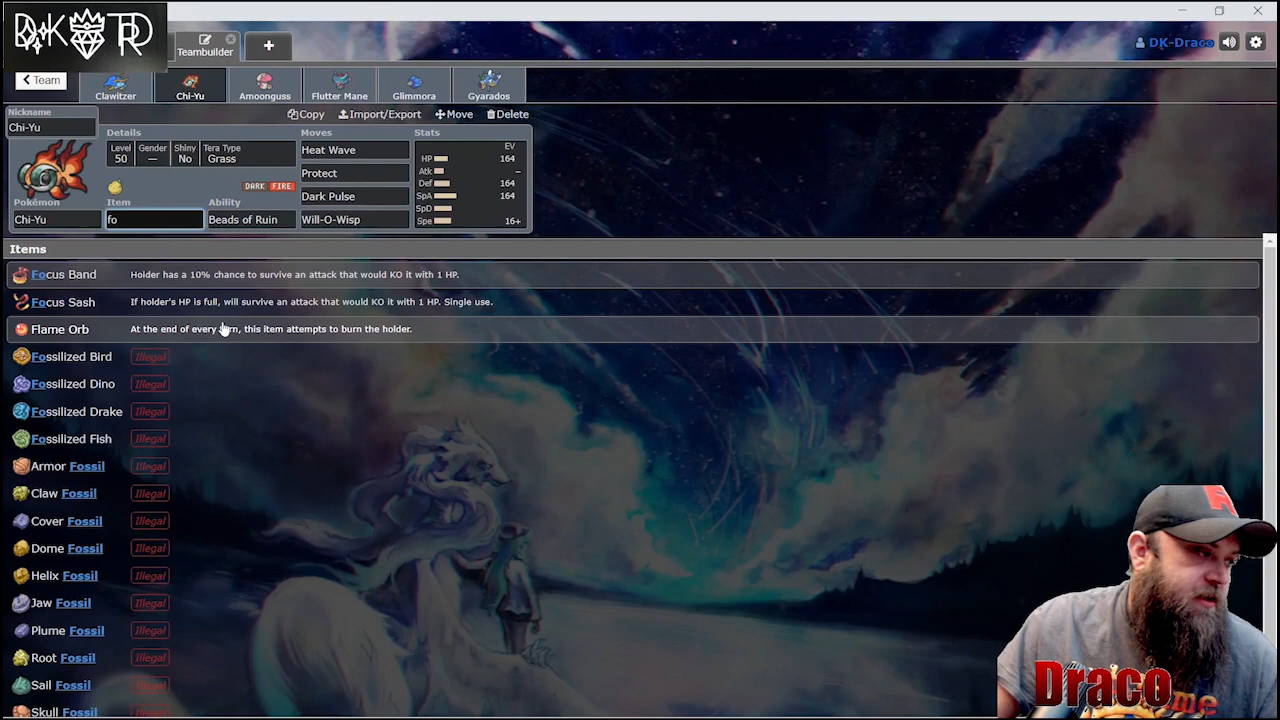 DK TRD
Teambuilder
+
DK-Draco
< Team
Clawitzer
Chi-Yu
Amoonguss
Flutter Mane
Glimmora
Gyarados
Nickname
Chi-Yu
Copy Import/Export Move Delete
Details
Level Gender Shiny Tera Type
50 — No Grass
DARK FIRE
Pokémon Item Ability
Chi-Yu fo Beads of Ruin
Moves
Heat Wave
Protect
Dark Pulse
Will-O-Wisp
Stats
EV
HP 164
Atk –
Def 164
SpA 164
SpD
Spe 16+
Items
Focus Band Holder has a 10% chance to survive an attack that would KO it with 1 HP.
Focus Sash If holder's HP is full, will survive an attack that would KO it with 1 HP. Single use.
Flame Orb At the end of every turn, this item attempts to burn the holder.
Fossilized Bird Illegal
Fossilized Dino Illegal
Fossilized Drake Illegal
Fossilized Fish Illegal
Armor Fossil Illegal
Claw Fossil Illegal
Cover Fossil Illegal
Dome Fossil Illegal
Helix Fossil Illegal
Jaw Fossil Illegal
Plume Fossil Illegal
Root Fossil Illegal
Sail Fossil Illegal
Skull Fossil Illegal
Draco